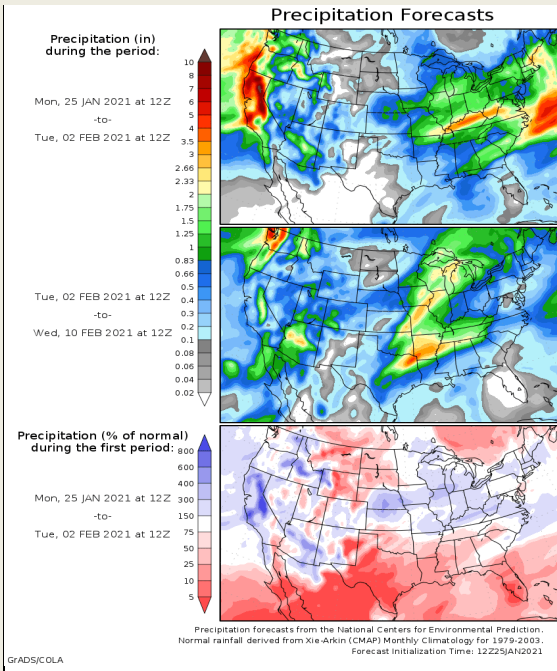 Precipitation Forecasts
Precipitation (in)
during the period:
Mon, 25 JAN 2021 at 12Z
-to-
Tue, 02 FEB 2021 at 12Z
10
8
7
6
5
4
3.5
3
2.66
2.33
2
1.75
1.5
1.25
1
0.83
0.66
0.5
0.4
0.3
0.2
0.1
0.08
0.06
0.04
0.02
Tue, 02 FEB 2021 at 12Z
-to-
Wed, 10 FEB 2021 at 12Z
Precipitation (% of normal)
during the first period:
Mon, 25 JAN 2021 at 12Z
-to-
Tue, 02 FEB 2021 at 12Z
800
600
400
300
150
75
50
25
10
5
Precipitation forecasts from the National Centers for Environmental Prediction.
Normal rainfall derived from Xie-Arkin (CMAP) Monthly Climatology for 1979-2003.
Forecast Initialization Time: 12Z25JAN2021
GrADS/COLA